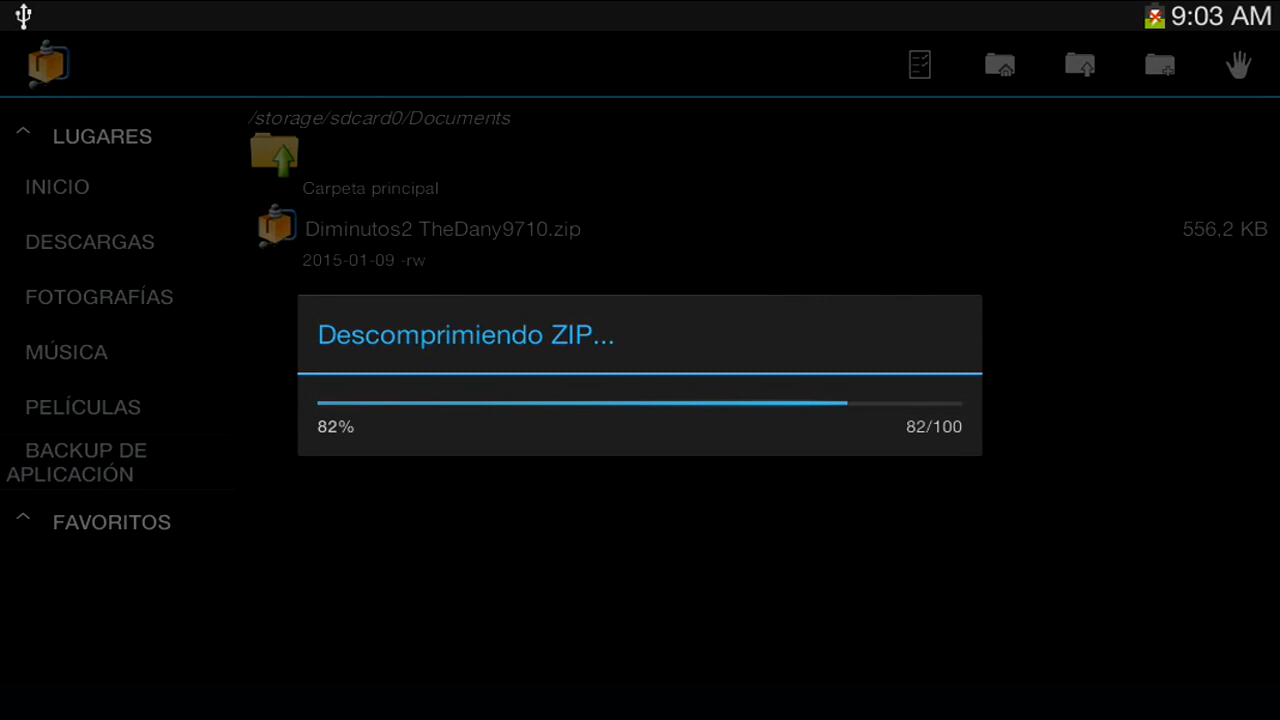 9:03 AM
/storage/sdcard0/Documents
LUGARES
INICIO
DESCARGAS
FOTOGRAFÍAS
MÚSICA
PELÍCULAS
BACKUP DE
APLICACIÓN
FAVORITOS
Carpeta principal
Diminutos2 TheDany9710.zip 556,2 KB
2015-01-09 -rw
Descomprimiendo ZIP...
82% 82/100